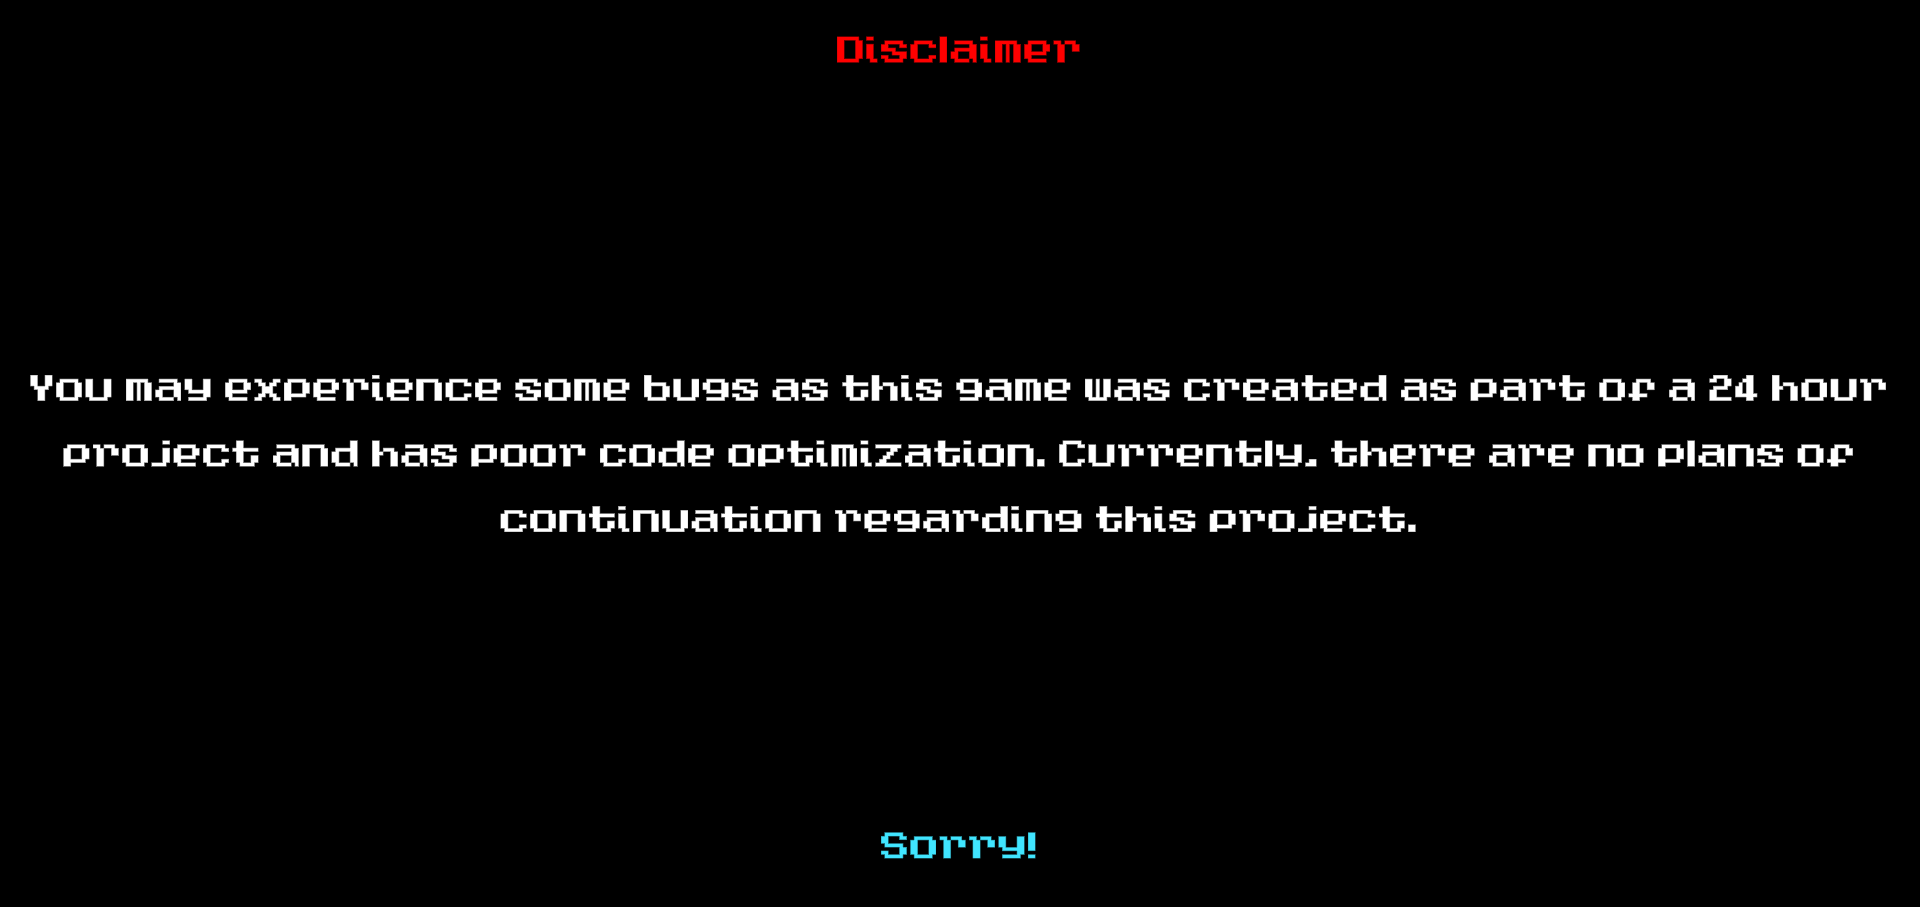 Disclaimer
You may experience some bugs as this game was created as part of a 24 hour
project and has poor code optimization. Currently, there are no plans of
continuation regarding this project.
Sorry!